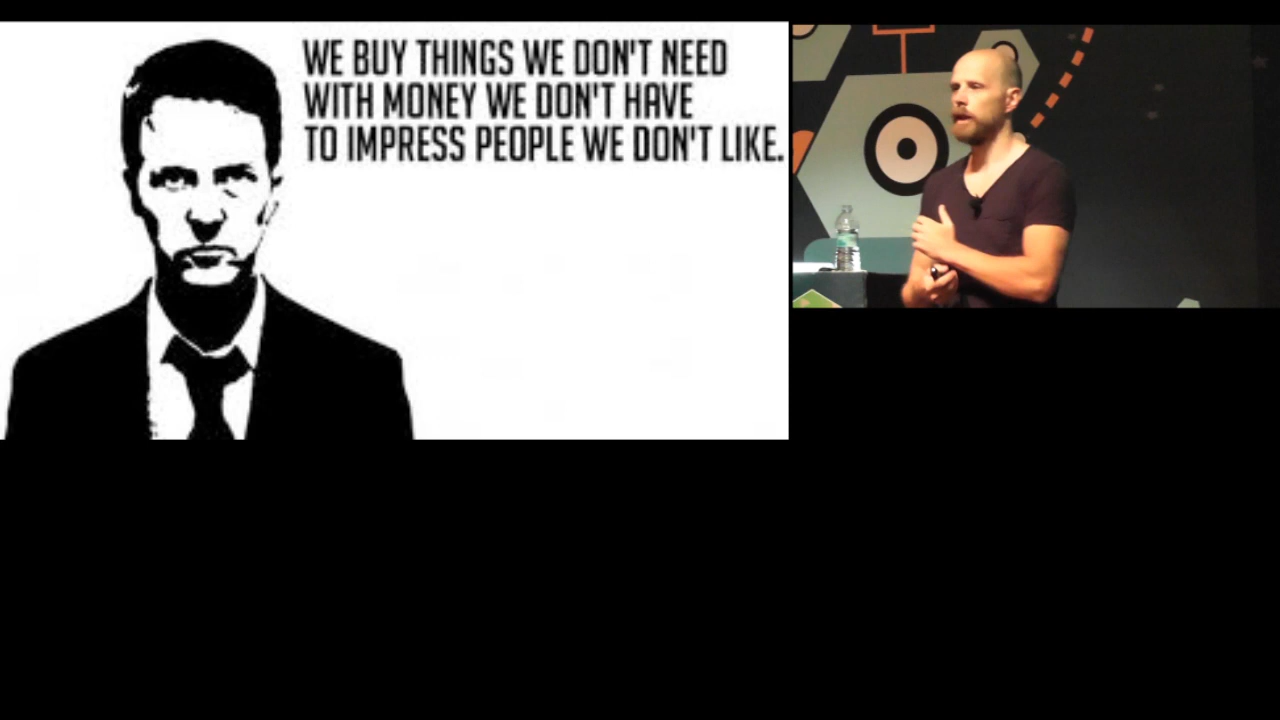 WE BUY THINGS WE DON'T NEED
WITH MONEY WE DON'T HAVE
TO IMPRESS PEOPLE WE DON'T LIKE.